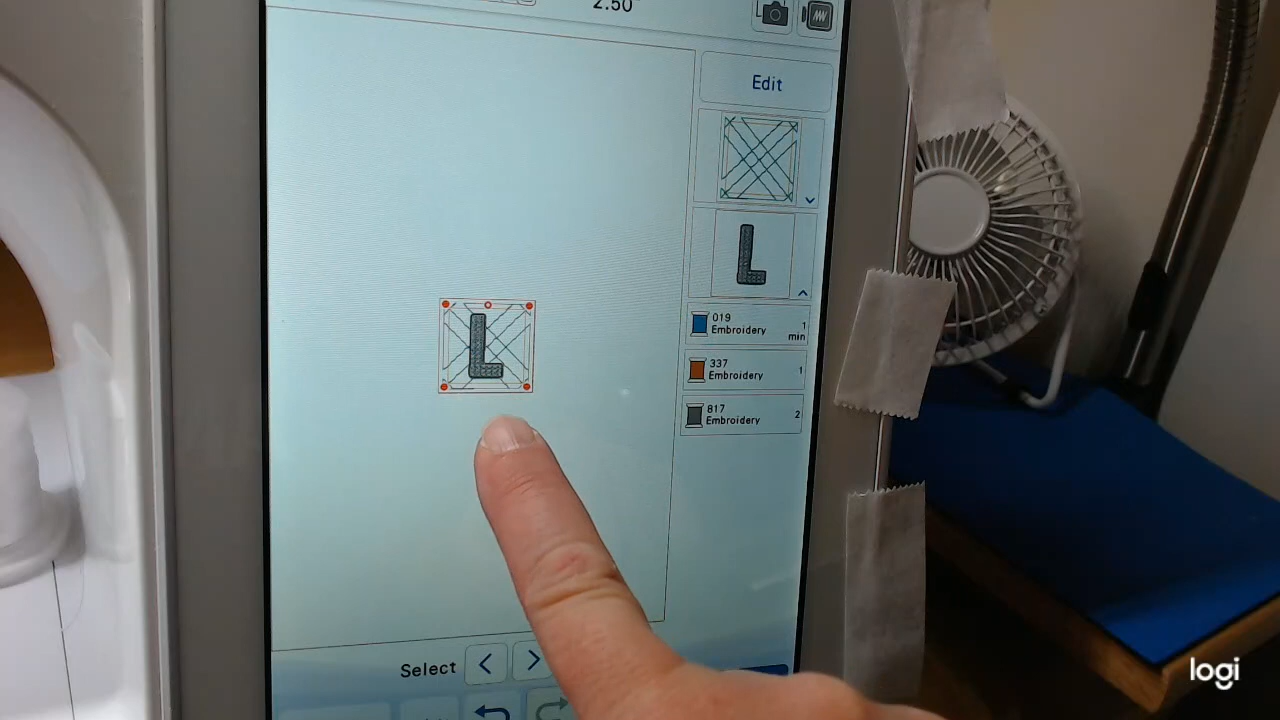 2.50"
Edit
L
L
019
Embroidery
1
min
337
Embroidery
1
817
Embroidery
2
Select < >
logi